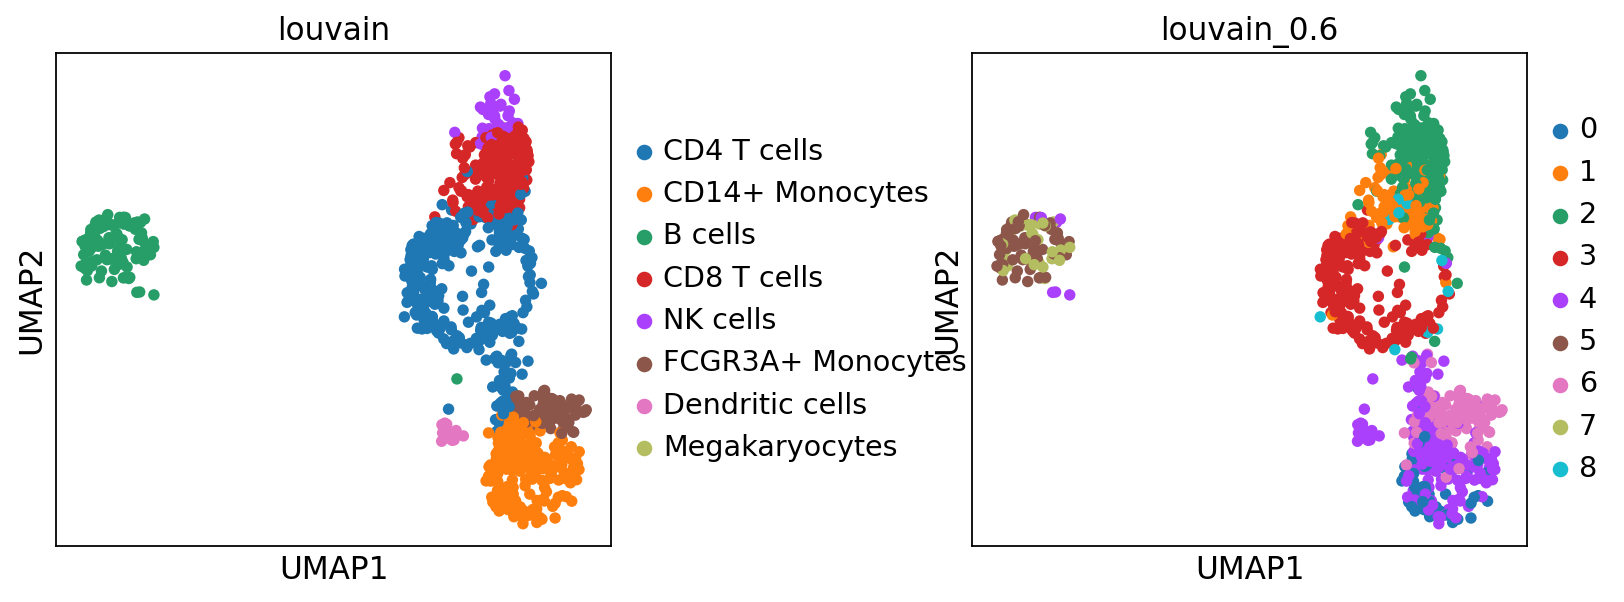 louvain
UMAP2
UMAP1
CD4 T cells
CD14+ Monocytes
B cells
CD8 T cells
NK cells
FCGR3A+ Monocytes
Dendritic cells
Megakaryocytes
louvain_0.6
UMAP2
UMAP1
0
1
2
3
4
5
6
7
8